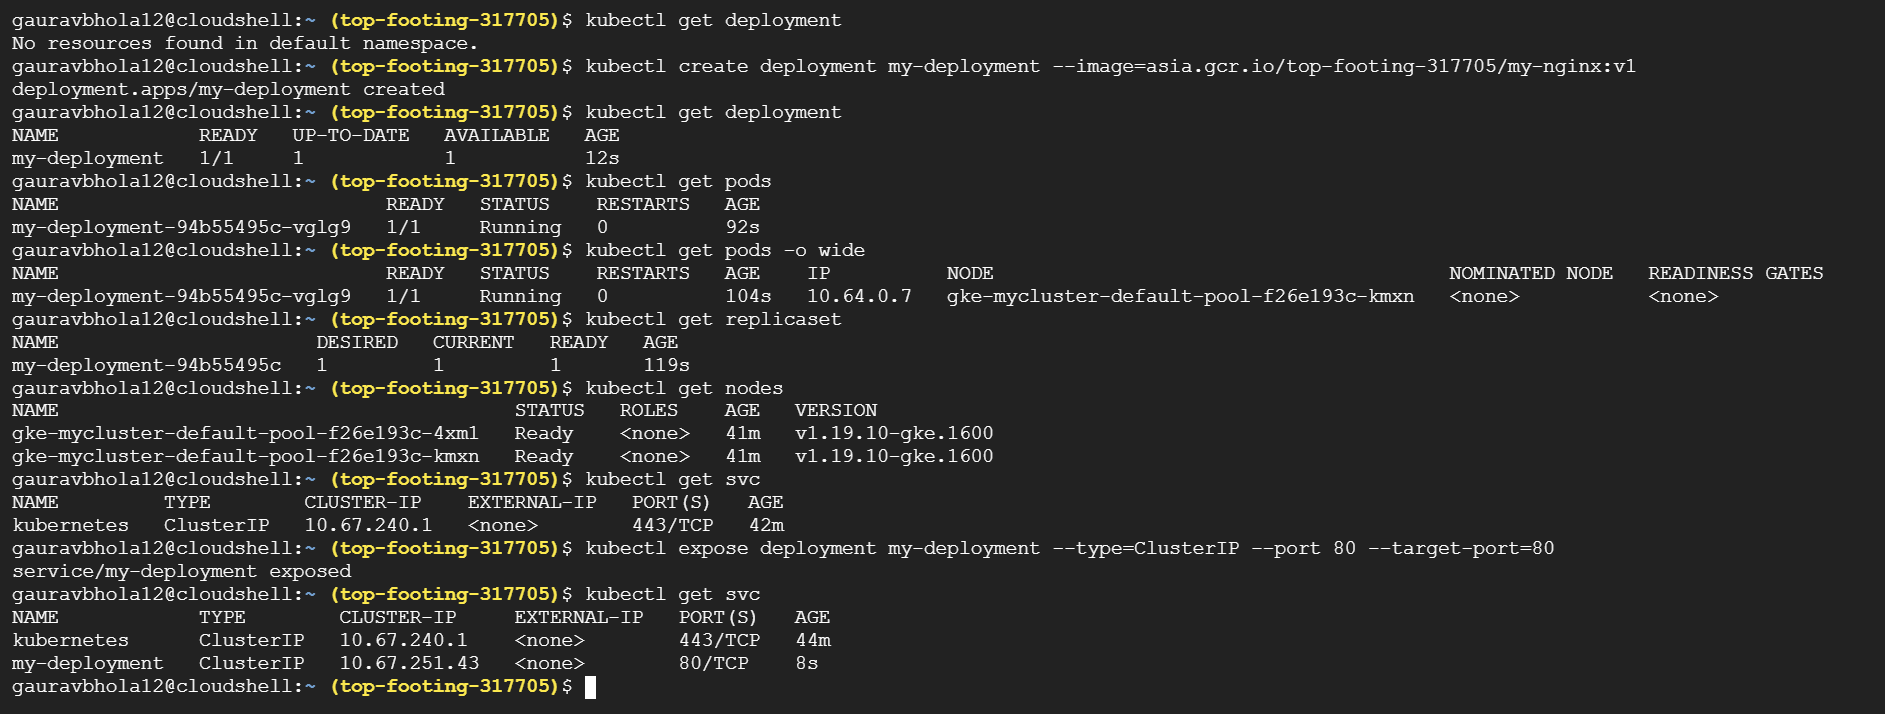 gauravbhola12@cloudshell:~ (top-footing-317705)$ kubectl get deployment
No resources found in default namespace.
gauravbhola12@cloudshell:~ (top-footing-317705)$ kubectl create deployment my-deployment --image=asia.gcr.io/top-footing-317705/my-nginx:v1
deployment.apps/my-deployment created
gauravbhola12@cloudshell:~ (top-footing-317705)$ kubectl get deployment
NAME            READY   UP-TO-DATE   AVAILABLE   AGE
my-deployment   1/1     1            1           12s
gauravbhola12@cloudshell:~ (top-footing-317705)$ kubectl get pods
NAME                            READY   STATUS    RESTARTS   AGE
my-deployment-94b55495c-vglg9   1/1     Running   0          92s
gauravbhola12@cloudshell:~ (top-footing-317705)$ kubectl get pods -o wide
NAME                            READY   STATUS    RESTARTS   AGE    IP          NODE                                       NOMINATED NODE   READINESS GATES
my-deployment-94b55495c-vglg9   1/1     Running   0          104s   10.64.0.7   gke-mycluster-default-pool-f26e193c-kmxn   <none>           <none>
gauravbhola12@cloudshell:~ (top-footing-317705)$ kubectl get replicaset
NAME                      DESIRED   CURRENT   READY   AGE
my-deployment-94b55495c   1         1         1       119s
gauravbhola12@cloudshell:~ (top-footing-317705)$ kubectl get nodes
NAME                                       STATUS   ROLES    AGE   VERSION
gke-mycluster-default-pool-f26e193c-4xm1   Ready    <none>   41m   v1.19.10-gke.1600
gke-mycluster-default-pool-f26e193c-kmxn   Ready    <none>   41m   v1.19.10-gke.1600
gauravbhola12@cloudshell:~ (top-footing-317705)$ kubectl get svc
NAME         TYPE        CLUSTER-IP    EXTERNAL-IP   PORT(S)   AGE
kubernetes   ClusterIP   10.67.240.1   <none>        443/TCP   42m
gauravbhola12@cloudshell:~ (top-footing-317705)$ kubectl expose deployment my-deployment --type=ClusterIP --port 80 --target-port=80
service/my-deployment exposed
gauravbhola12@cloudshell:~ (top-footing-317705)$ kubectl get svc
NAME            TYPE        CLUSTER-IP     EXTERNAL-IP   PORT(S)   AGE
kubernetes      ClusterIP   10.67.240.1    <none>        443/TCP   44m
my-deployment   ClusterIP   10.67.251.43   <none>        80/TCP    8s
gauravbhola12@cloudshell:~ (top-footing-317705)$